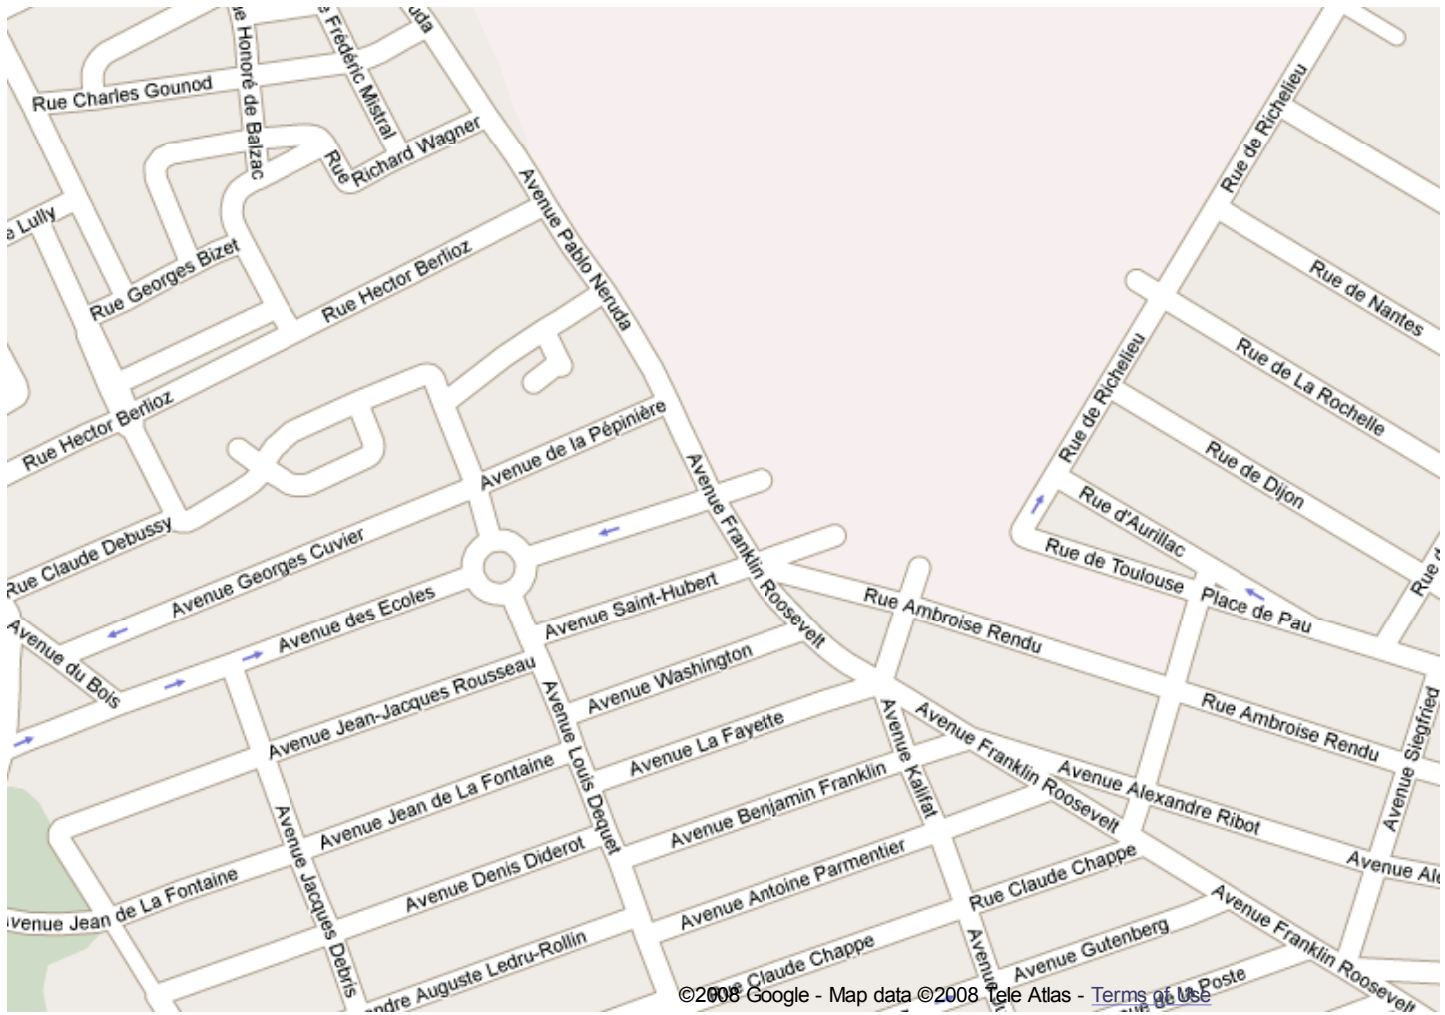 Rue Charles Gounod
Honoré de Balzac
Frédéric Mistral
Rue
Richard Wagner
Lully
Rue Georges Bizet
Rue Hector Berlioz
Avenue Pablo Neruda
Rue de Richelieu
Rue de Nantes
Rue de La Rochelle
Rue de Richelieu
Rue de Dijon
Rue Hector Berlioz
Avenue de la Pépinière
Rue d'Aurillac
Rue Claude Debussy
Avenue Georges Cuvier
Avenue Franklin Roosevelt
Rue de Toulouse
Place de Pau
Rue d
Avenue des Ecoles
Avenue Saint-Hubert
Rue Ambroise Rendu
Avenue du Bois
Avenue Jean-Jacques Rousseau
Avenue Washington
Rue Ambroise Rendu
Avenue Siegfried
Avenue Louis Dequet
Avenue La Fayette
Avenue Kalifat
Avenue Franklin Roosevelt
Avenue Alexandre Ribot
Avenue Jean de La Fontaine
Avenue Benjamin Franklin
Avenue Jacques Debris
Avenue Denis Diderot
Avenue Antoine Parmentier
Rue Claude Chappe
Avenue Ale
Avenue Jean de La Fontaine
Avenue Franklin Roosevelt
Auguste Ledru-Rollin
Claude Chappe
Avenue Gutenberg
Avenue
de la Poste
©2008 Google - Map data ©2008 Tele Atlas - Terms of Use